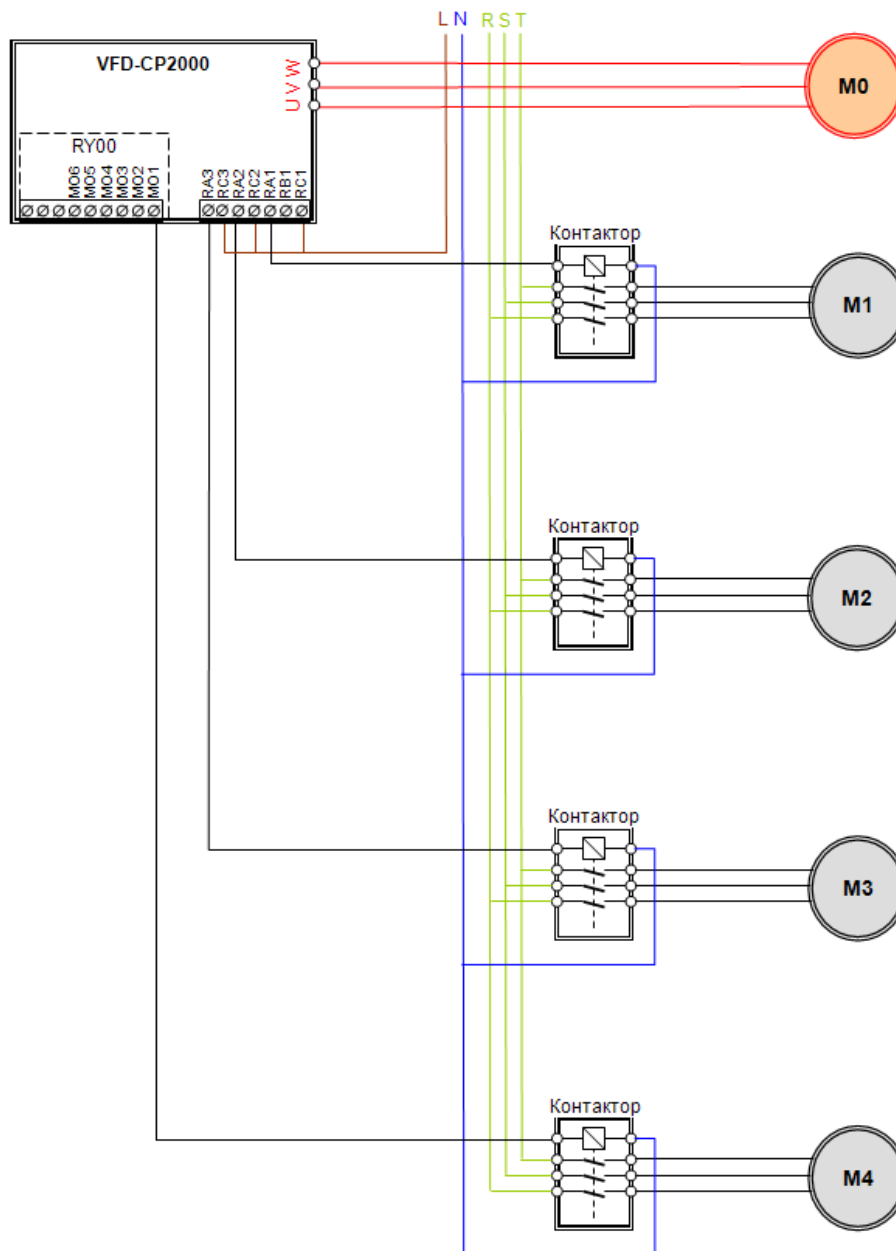 L N R S T
VFD-CP2000
U V W
M0
RY00
MO6 MO5 MO4 MO3 MO2 MO1
RA3 RC3 RA2 RC2 RA1 RB1 RC1
Контактор
M1
Контактор
M2
Контактор
M3
Контактор
M4